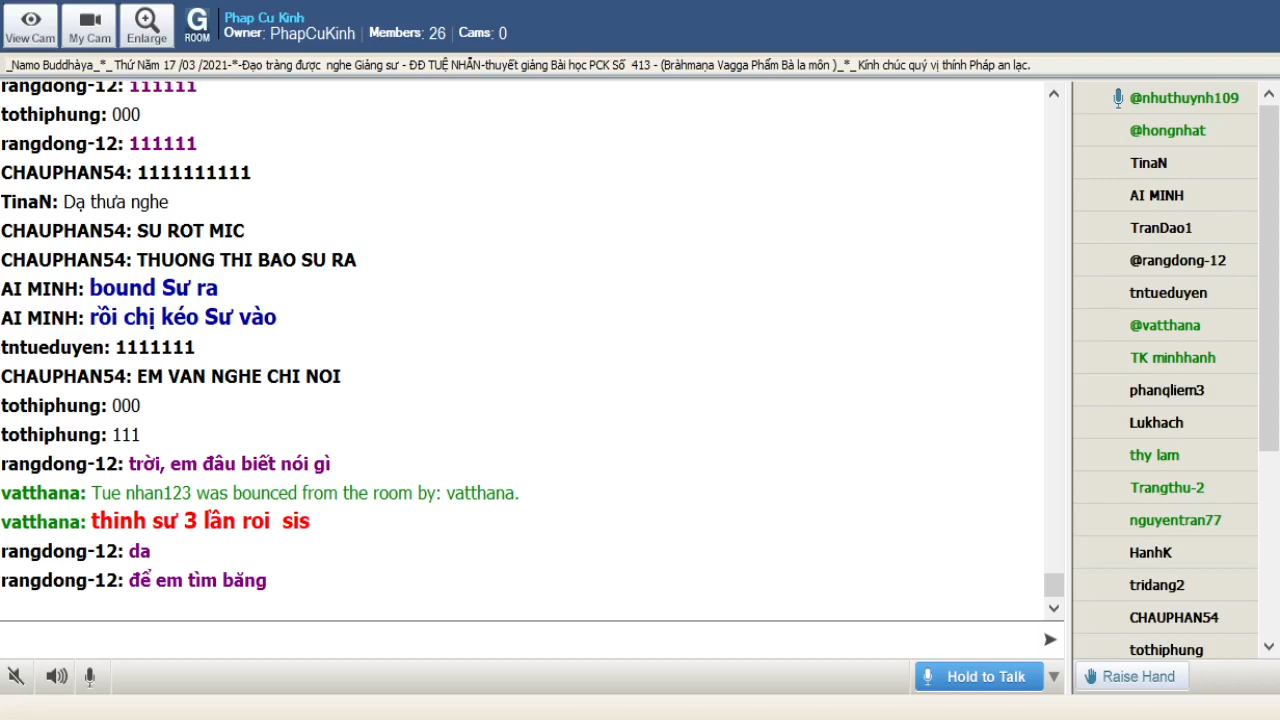 View Cam
My Cam
Enlarge
G
ROOM
Phap Cu Kinh
Owner: PhapCuKinh | Members: 26 | Cams: 0
_Namo Buddhàya_*_ Thứ Năm 17 /03 /2021-*-Đạo tràng được nghe Giảng sư - ĐĐ TUỆ NHẪN-thuyết giảng Bài học PCK Số 413 - (Bràhmaṇa Vagga Phẩm Bà la môn )_*_ Kính chúc quý vị thính Pháp an lạc.
rangdong-12: 111111
tothiphung: 000
rangdong-12: 111111
CHAUPHAN54: 1111111111
TinaN: Dạ thưa nghe
CHAUPHAN54: SU ROT MIC
CHAUPHAN54: THUONG THI BAO SU RA
AI MINH: bound Sư ra
AI MINH: rồi chị kéo Sư vào
tntueduyen: 1111111
CHAUPHAN54: EM VAN NGHE CHI NOI
tothiphung: 000
tothiphung: 111
rangdong-12: trời, em đâu biết nói gì
vatthana: Tue nhan123 was bounced from the room by: vatthana.
vatthana: thinh sư 3 lần roi sis
rangdong-12: da
rangdong-12: để em tìm băng
@nhuthuynh109
@hongnhat
TinaN
AI MINH
TranDao1
@rangdong-12
tntueduyen
@vatthana
TK minhhanh
phanqliem3
Lukhach
thy lam
Trangthu-2
nguyentran77
HanhK
tridang2
CHAUPHAN54
tothiphung
Hold to Talk
Raise Hand